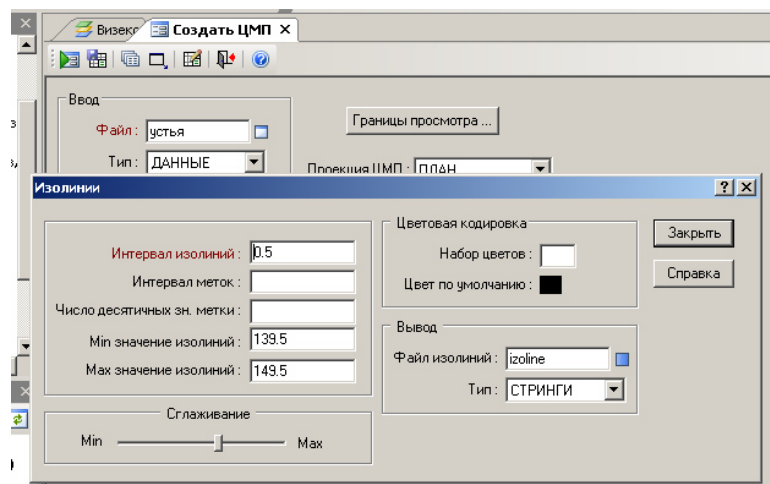 Визекс Создать ЦМП
Ввод
Файл : устья
Тип : ДАННЫЕ
Границы просмотра ...
Проекция ЦМП : ПЛАН
Изолинии
Интервал изолиний : 0.5
Интервал меток :
Число десятичных зн. метки :
Min значение изолиний : 139.5
Max значение изолиний : 149.5
Сглаживание
Min Max
Цветовая кодировка
Набор цветов :
Цвет по умолчанию :
Вывод
Файл изолиний : izoline
Тип : СТРИНГИ
Закрыть
Справка